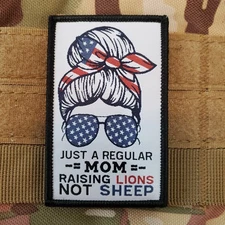 JUST A REGULAR
-= MOM =-
RAISING LIONS
NOT SHEEP